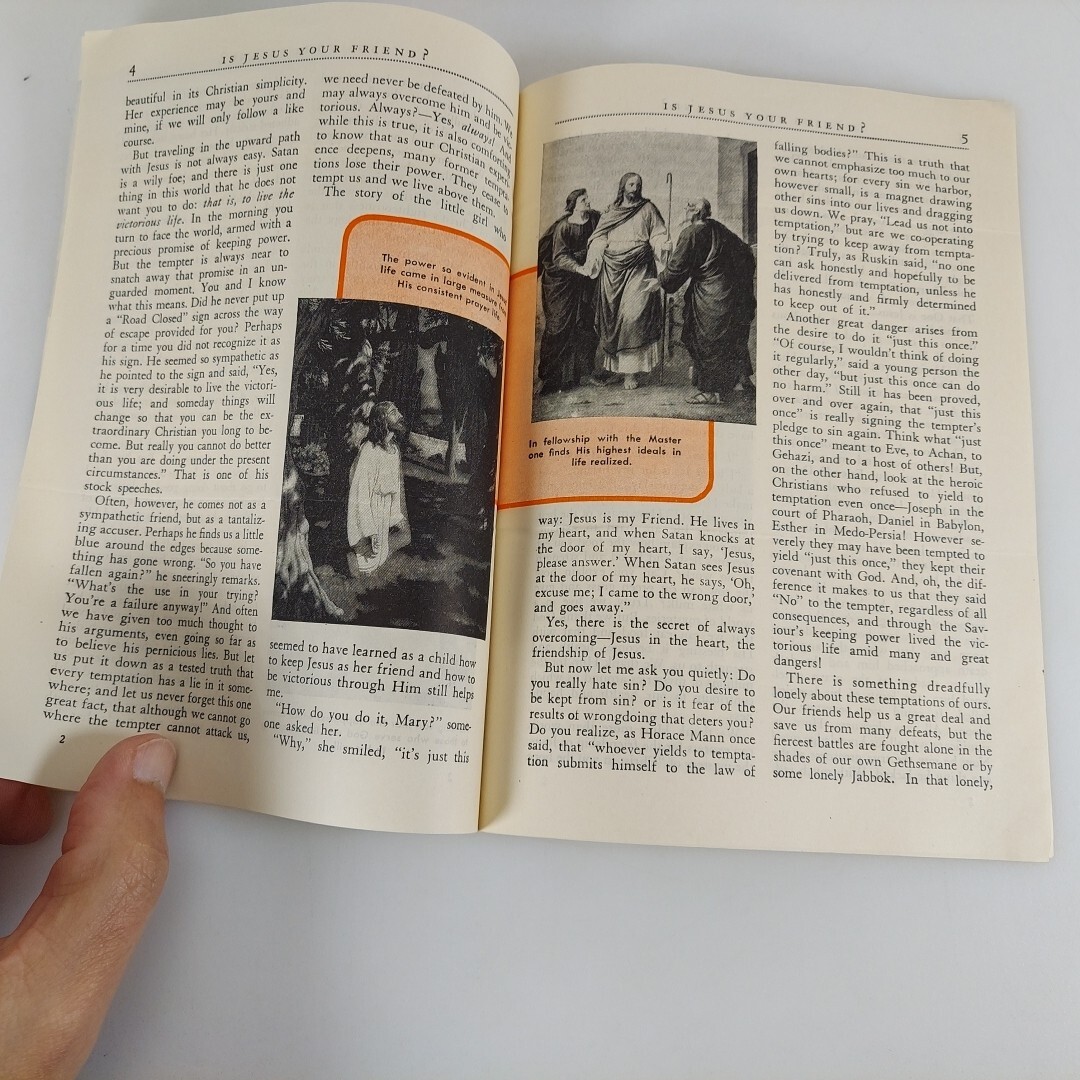 4
IS JESUS YOUR FRIEND?
beautiful in its Christian simplicity.
Her experience may be yours and
mine, if we will only follow a like
course.
But traveling in the upward path
with Jesus is not always easy. Satan
is a wily foe; and there is just one
thing in this world that he does not
want you to do: that is, to live the
victorious life. In the morning you
turn to face the world, armed with a
precious promise of keeping power.
But the tempter is always near to
snatch away that promise in an un-
guarded moment. You and I know
what this means. Did he never put up
a “Road Closed” sign across the way
of escape provided for you? Perhaps
for a time you did not recognize it as
his sign. He seemed so sympathetic as
he pointed to the sign and said, “Yes,
it is very desirable to live the victori-
ous life; and someday things will
change so that you can be the ex-
traordinary Christian you long to be-
come. But really you cannot do better
than you are doing under the present
circumstances.” That is one of his
stock speeches.
Often, however, he comes not as a
sympathetic friend, but as a tantaliz-
ing accuser. Perhaps he finds us a little
blue around the edges because some-
thing has gone wrong. “So you have
fallen again?” he sneeringly remarks.
“What's the use in your trying?
You're a failure anyway!” And often
we have given too much thought to
his arguments, even going so far as
to believe his pernicious lies. But let
us put it down as a tested truth that
every temptation has a lie in it some-
where; and let us never forget this one
great fact, that although we cannot go
where the tempter cannot attack us,
2
we need never be defeated by him. We
may always overcome him and be vic-
torious. Always?—Yes, always! And
while this is true, it is also comforting
to know that as our Christian experi-
ence deepens, many former tempta-
tions lose their power. They cease to
tempt us and we live above them.
The story of the little girl who
The power so evident in Jesus'
life came in large measure from
His consistent prayer life.
seemed to have learned as a child how
to keep Jesus as her friend and how to
be victorious through Him still helps
me.
“How do you do it, Mary?” some-
one asked her.
“Why,” she smiled, “it's just this
IS JESUS YOUR FRIEND?
5
In fellowship with the Master
one finds His highest ideals in
life realized.
way: Jesus is my Friend. He lives in
my heart, and when Satan knocks at
the door of my heart, I say, ‘Jesus,
please answer.’ When Satan sees Jesus
at the door of my heart, he says, ‘Oh,
excuse me; I came to the wrong door,’
and goes away.”
Yes, there is the secret of always
overcoming—Jesus in the heart, the
friendship of Jesus.
But now let me ask you quietly: Do
you really hate sin? Do you desire to
be kept from sin? or is it fear of the
results of wrongdoing that deters you?
Do you realize, as Horace Mann once
said, that “whoever yields to tempta-
tion submits himself to the law of
falling bodies?” This is a truth that
we cannot emphasize too much to our
own hearts; for every sin we harbor,
however small, is a magnet drawing
other sins into our lives and dragging
us down. We pray, “Lead us not into
temptation,” but are we co-operating
by trying to keep away from tempta-
tion? Truly, as Ruskin said, “no one
can ask honestly and hopefully to be
delivered from temptation, unless he
has honestly and firmly determined
to keep out of it.”
Another great danger arises from
the desire to do it “just this once.”
“Of course, I wouldn't think of doing
it regularly,” said a young person the
other day, “but just this once can do
no harm.” Still it has been proved,
over and over again, that “just this
once” is really signing the tempter's
pledge to sin again. Think what “just
this once” meant to Eve, to Achan, to
Gehazi, and to a host of others! But,
on the other hand, look at the heroic
Christians who refused to yield to
temptation even once—Joseph in the
court of Pharaoh, Daniel in Babylon,
Esther in Medo-Persia! However se-
verely they may have been tempted to
yield “just this once,” they kept their
covenant with God. And, oh, the dif-
ference it makes to us that they said
“No” to the tempter, regardless of all
consequences, and through the Sav-
iour's keeping power lived the vic-
torious life amid many and great
dangers!
There is something dreadfully
lonely about these temptations of ours.
Our friends help us a great deal and
save us from many defeats, but the
fiercest battles are fought alone in the
shades of our own Gethsemane or by
some lonely Jabbok. In that lonely,